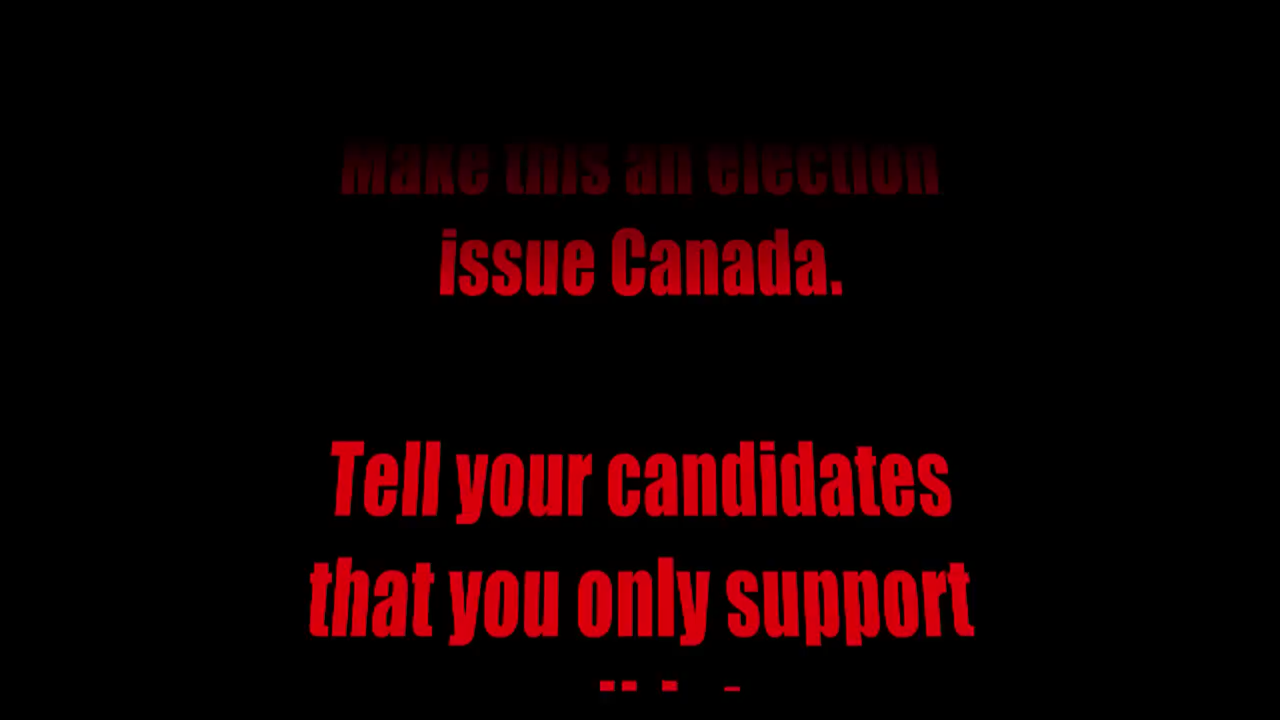 Make this an election
issue Canada.
Tell your candidates
that you only support